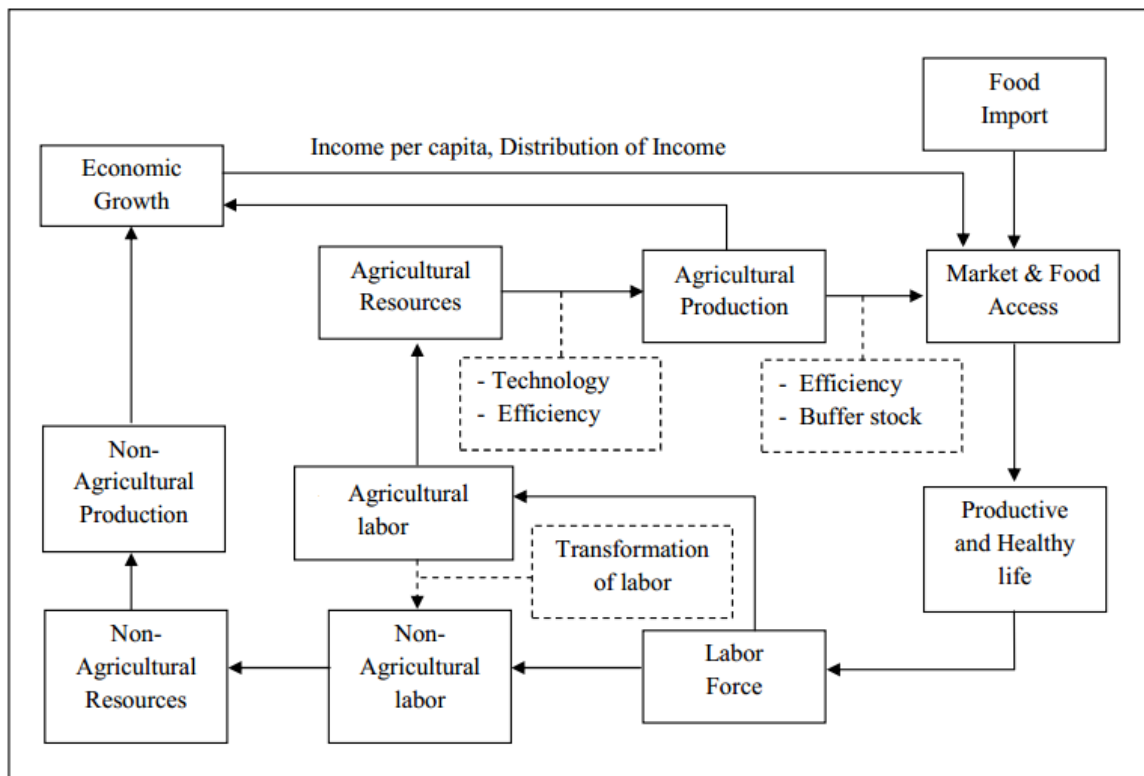 Food
Import
Income per capita, Distribution of Income
Economic
Growth
Agricultural
Resources
Agricultural
Production
Market & Food
Access
- Technology
- Efficiency
- Efficiency
- Buffer stock
Non-
Agricultural
Production
Agricultural
labor
Transformation
of labor
Productive
and Healthy
life
Non-
Agricultural
Resources
Non-
Agricultural
labor
Labor
Force